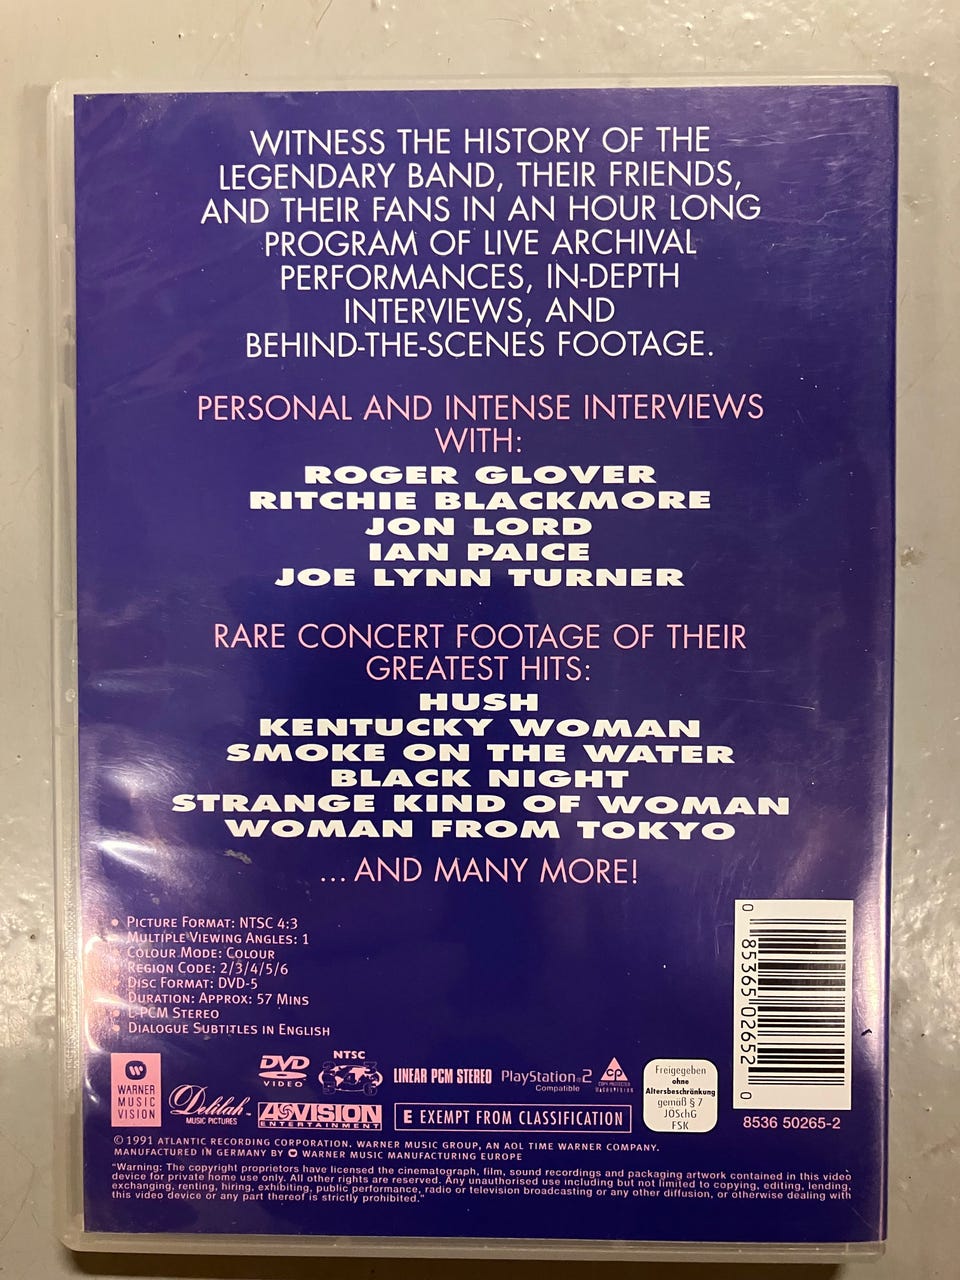 WITNESS THE HISTORY OF THE
LEGENDARY BAND, THEIR FRIENDS,
AND THEIR FANS IN AN HOUR LONG
PROGRAM OF LIVE ARCHIVAL
PERFORMANCES, IN-DEPTH
INTERVIEWS, AND
BEHIND-THE-SCENES FOOTAGE.
PERSONAL AND INTENSE INTERVIEWS
WITH:
ROGER GLOVER
RITCHIE BLACKMORE
JON LORD
IAN PAICE
JOE LYNN TURNER
RARE CONCERT FOOTAGE OF THEIR
GREATEST HITS:
HUSH
KENTUCKY WOMAN
SMOKE ON THE WATER
BLACK NIGHT
STRANGE KIND OF WOMAN
WOMAN FROM TOKYO
... AND MANY MORE!
• PICTURE FORMAT: NTSC 4:3
• MULTIPLE VIEWING ANGLES: 1
• COLOUR MODE: COLOUR
• REGION CODE: 2/3/4/5/6
• DISC FORMAT: DVD-5
• DURATION: APPROX: 57 MINS
• L-PCM STEREO
• DIALOGUE SUBTITLES IN ENGLISH
0 85365 02652 0
8536 50265-2
WARNER
MUSIC
VISION
Delilah
MUSIC PICTURES
DVD
VIDEO
NTSC
A*VISION
ENTERTAINMENT
LINEAR PCM STEREO
PlayStation 2
Compatible
CP
COPY PROTECTED
MACROVISION
E EXEMPT FROM CLASSIFICATION
Freigegeben
ohne
Altersbeschränkung
gemäß § 7
JÖSchG
FSK
© 1991 ATLANTIC RECORDING CORPORATION. WARNER MUSIC GROUP, AN AOL TIME WARNER COMPANY.
MANUFACTURED IN GERMANY BY WARNER MUSIC MANUFACTURING EUROPE
"Warning: The copyright proprietors have licensed the cinematograph, film, sound recordings and packaging artwork contained in this video
device for private home use only. All other rights are reserved. Any unauthorised use including but not limited to copying, editing, lending,
exchanging, renting, hiring, exhibiting, public performance, radio or television broadcasting or any other diffusion, or otherwise dealing with
this video device or any part thereof is strictly prohibited."